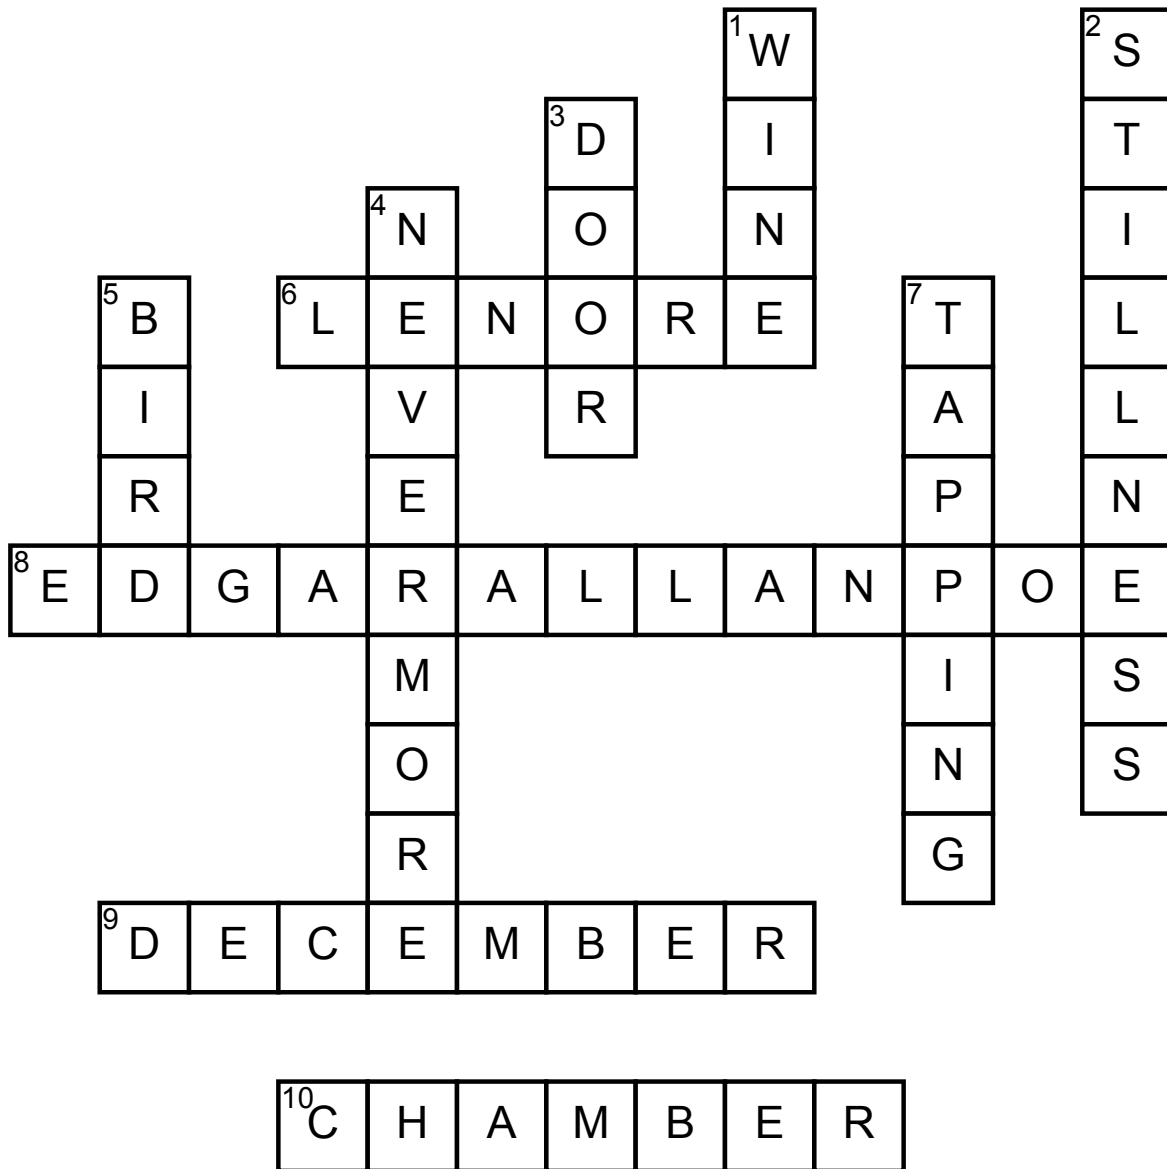 1 W 2 S
3 D I T
4 N O N I
5 B 6 L E N O R E 7 T L
I V R A L
R E P N
8 E D G A R A L L A N P O E
M I S
O N S
R G
9 D E C E M B E R
10 C H A M B E R